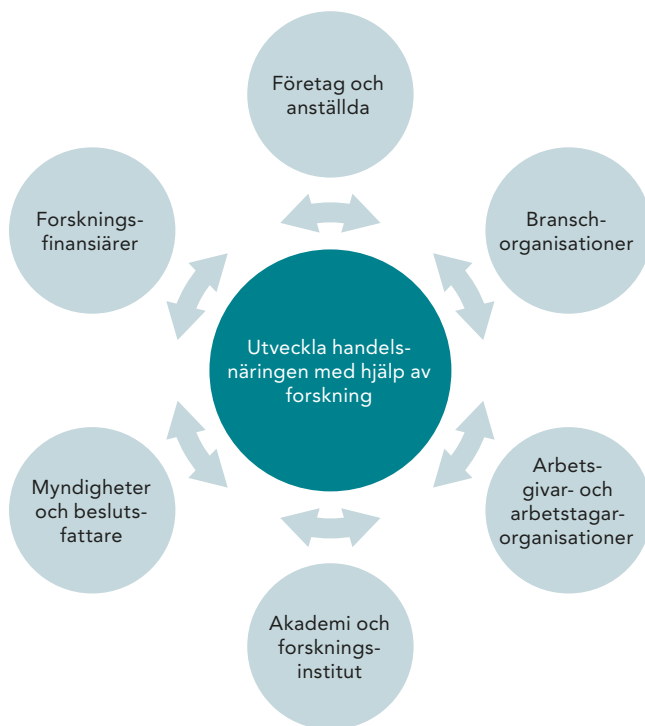 Företag och
anställda
Forsknings-
finansiärer
Bransch-
organisationer
Utveckla handels-
näringen med hjälp av
forskning
Myndigheter
och besluts-
fattare
Arbets-
givar- och
arbetstagar-
organisationer
Akademi och
forsknings-
institut